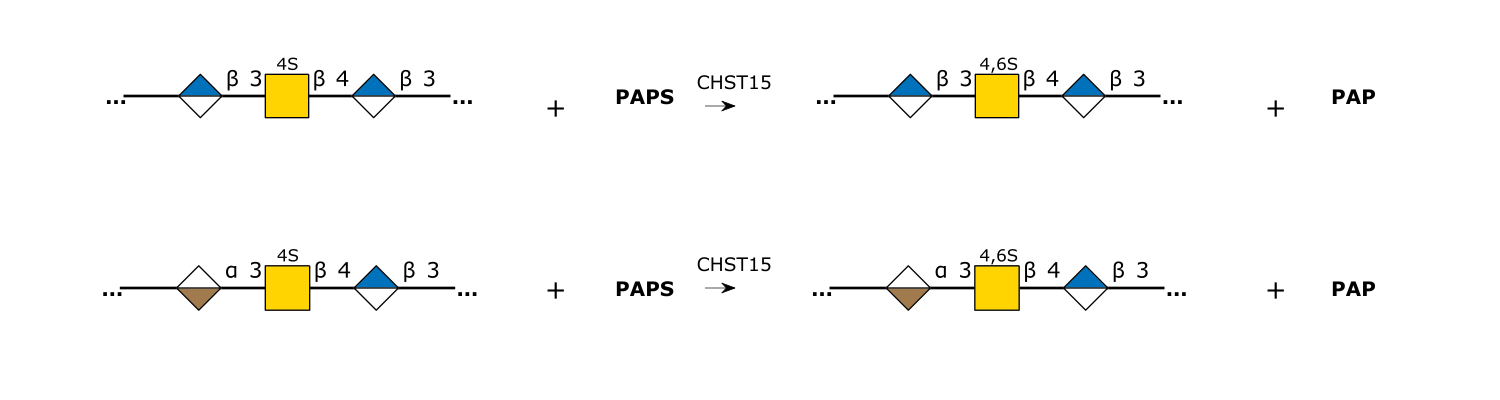 4S 4,6S
β 3 β 4 β 3 CHST15 β 3 β 4 β 3
... ... + PAPS ... ... + PAP
4S 4,6S
α 3 β 4 β 3 CHST15 α 3 β 4 β 3
... ... + PAPS ... ... + PAP